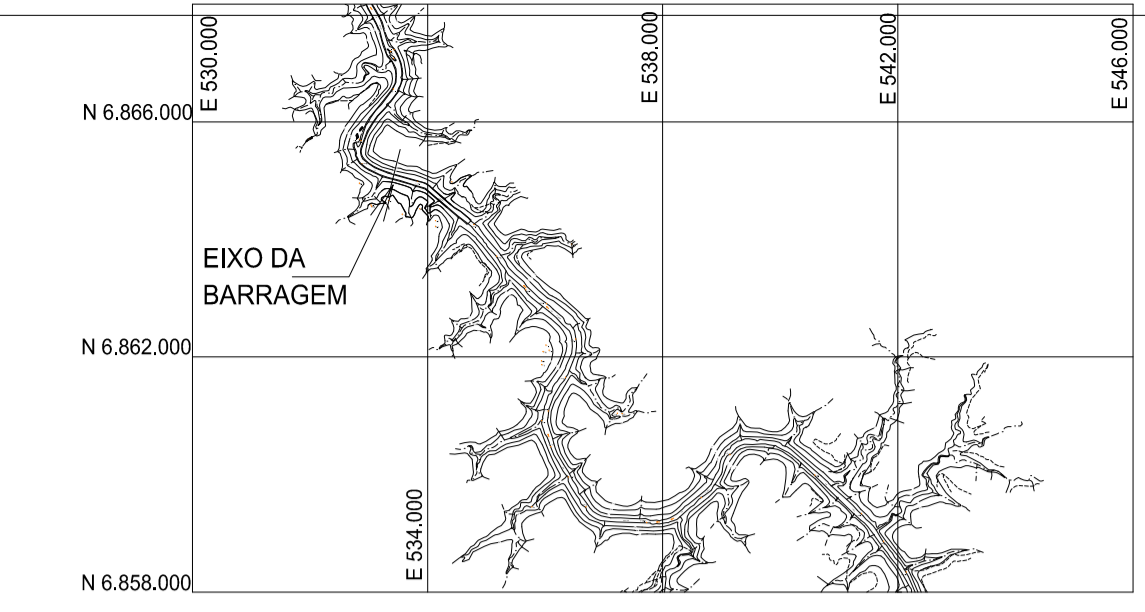 E 530.000
E 538.000
E 542.000
E 546.000
N 6.866.000
EIXO DA
BARRAGEM
N 6.862.000
E 534.000
N 6.858.000